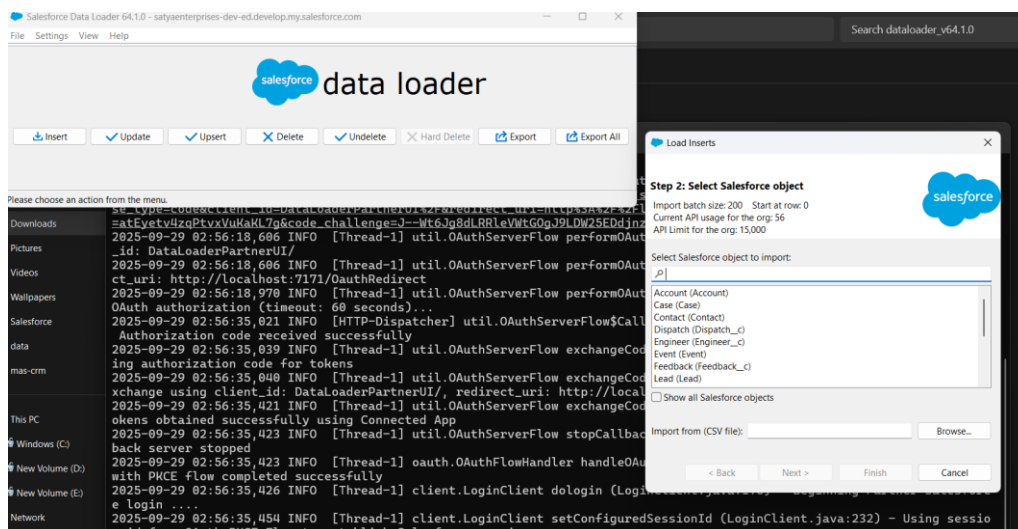 Salesforce Data Loader 64.1.0 - satyaenterprises-dev-ed.develop.my.salesforce.com
File Settings View Help
salesforce data loader
Insert Update Upsert Delete Undelete Hard Delete Export Export All
Please choose an action from the menu.
Search dataloader_v64.1.0
Downloads
Pictures
Videos
Wallpapers
Salesforce
data
mas-crm
This PC
Windows (C:)
New Volume (D:)
New Volume (E:)
Network
=atEyetv4zqPtvxVuKaKL7g&code_challenge=J--Wt6Jg8dLRRleVWtGOgJ9LDW25EDdjnz
2025-09-29 02:56:18,606 INFO [Thread-1] util.OAuthServerFlow performOAut
_id: DataLoaderPartnerUI/
2025-09-29 02:56:18,606 INFO [Thread-1] util.OAuthServerFlow performOAut
ct_uri: http://localhost:7171/OauthRedirect
2025-09-29 02:56:18,970 INFO [Thread-1] util.OAuthServerFlow performOAut
OAuth authorization (timeout: 60 seconds)...
2025-09-29 02:56:35,021 INFO [HTTP-Dispatcher] util.OAuthServerFlow$Call
Authorization code received successfully
2025-09-29 02:56:35,039 INFO [Thread-1] util.OAuthServerFlow exchangeCod
ing authorization code for tokens
2025-09-29 02:56:35,040 INFO [Thread-1] util.OAuthServerFlow exchangeCod
xchange using client_id: DataLoaderPartnerUI/, redirect_uri: http://local
2025-09-29 02:56:35,421 INFO [Thread-1] util.OAuthServerFlow exchangeCod
okens obtained successfully using Connected App
2025-09-29 02:56:35,423 INFO [Thread-1] util.OAuthServerFlow stopCallbac
back server stopped
2025-09-29 02:56:35,423 INFO [Thread-1] oauth.OAuthFlowHandler handleOAu
with PKCE flow completed successfully
2025-09-29 02:56:35,426 INFO [Thread-1] client.LoginClient dologin
e login ....
2025-09-29 02:56:35,454 INFO [Thread-1] client.LoginClient setConfiguredSessionId (LoginClient.java:232) - Using sessio
Load Inserts
Step 2: Select Salesforce object
Import batch size: 200 Start at row: 0
Current API usage for the org: 56
API Limit for the org: 15,000
salesforce
Select Salesforce object to import:
Account (Account)
Case (Case)
Contact (Contact)
Dispatch (Dispatch__c)
Engineer (Engineer__c)
Event (Event)
Feedback (Feedback__c)
Lead (Lead)
Show all Salesforce objects
Import from (CSV file): Browse...
< Back Next > Finish Cancel